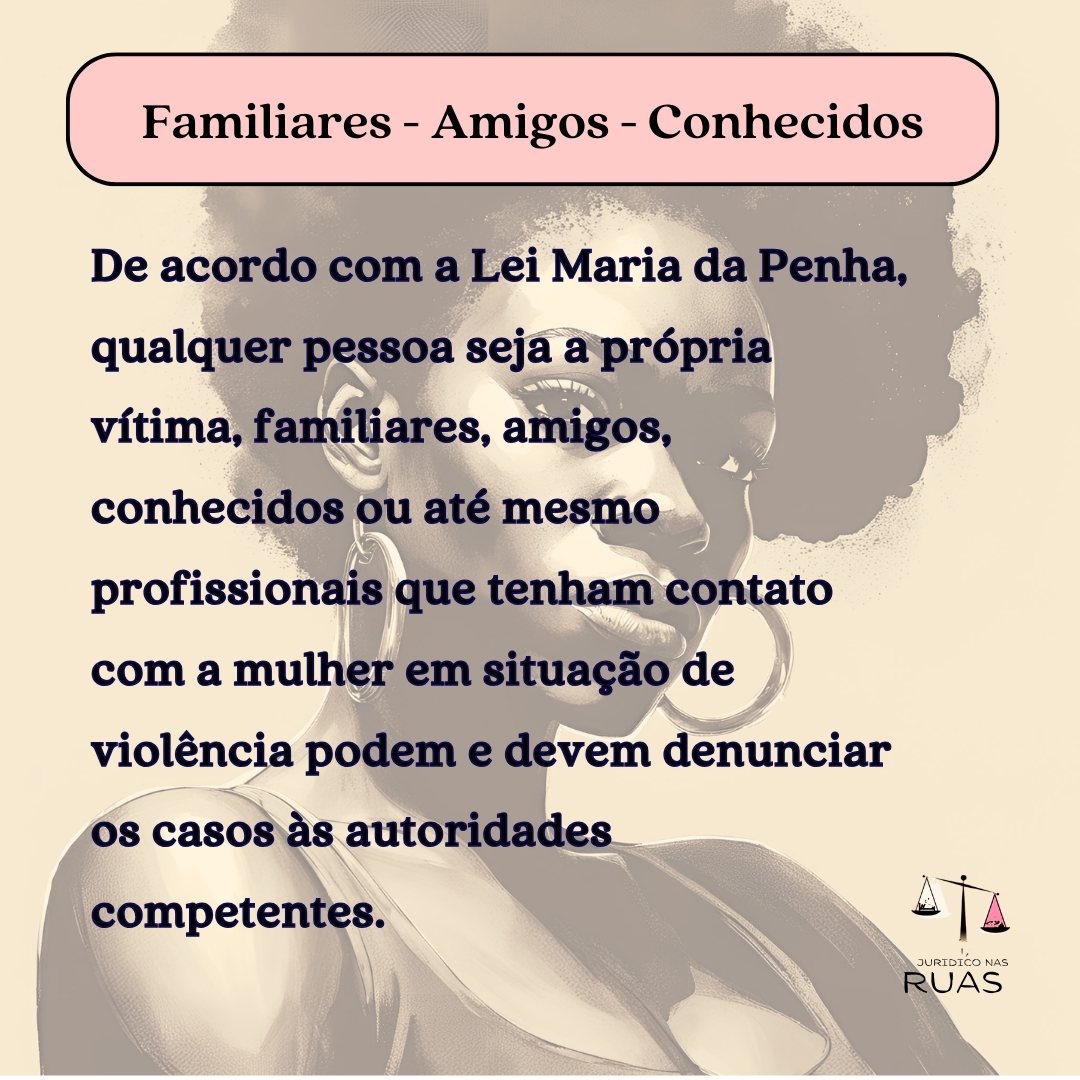 Familiares - Amigos - Conhecidos
De acordo com a Lei Maria da Penha,
qualquer pessoa seja a própria
vítima, familiares, amigos,
conhecidos ou até mesmo
profissionais que tenham contato
com a mulher em situação de
violência podem e devem denunciar
os casos às autoridades
competentes.
JURIDÍCO NAS
RUAS